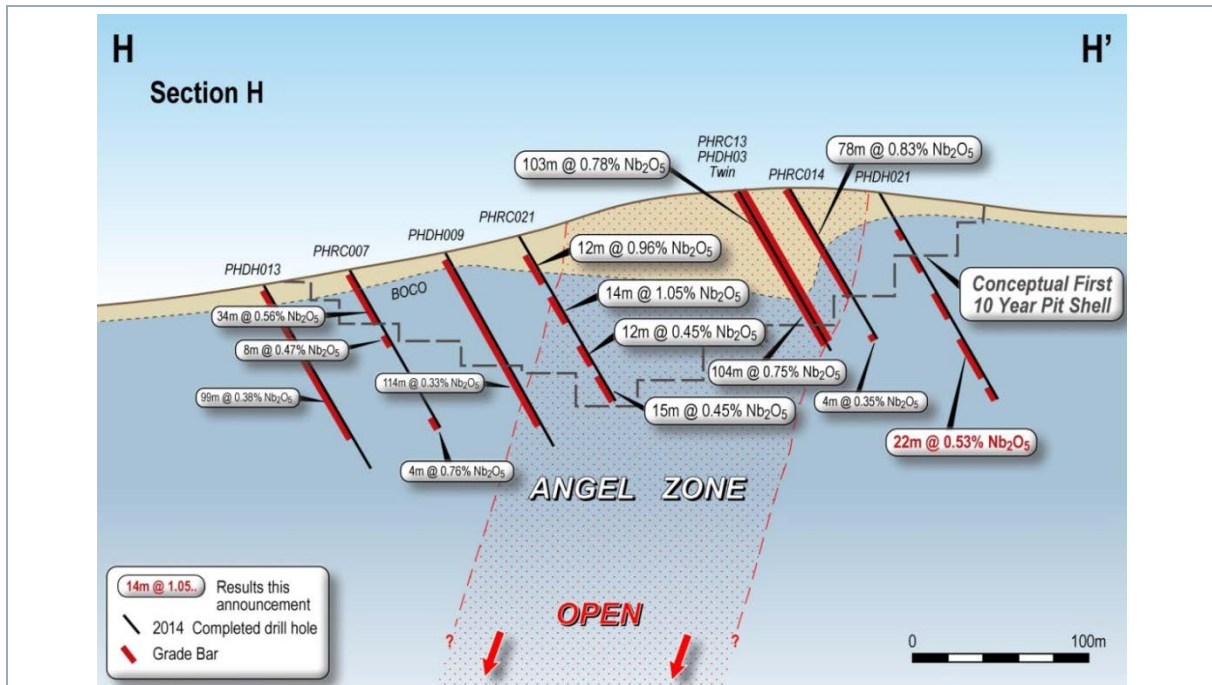 H
H'
Section H
PHRC13
PHDH03
Twin
103m @ 0.78% Nb₂O₅
78m @ 0.83% Nb₂O₅
PHRC014
PHDH021
PHRC021
PHDH009
PHRC007
PHDH013
12m @ 0.96% Nb₂O₅
BOCO
14m @ 1.05% Nb₂O₅
Conceptual First
10 Year Pit Shell
34m @ 0.56% Nb₂O₅
12m @ 0.45% Nb₂O₅
8m @ 0.47% Nb₂O₅
104m @ 0.75% Nb₂O₅
114m @ 0.33% Nb₂O₅
99m @ 0.38% Nb₂O₅
4m @ 0.35% Nb₂O₅
15m @ 0.45% Nb₂O₅
22m @ 0.53% Nb₂O₅
4m @ 0.76% Nb₂O₅
ANGEL ZONE
OPEN
? ?
14m @ 1.05.. Results this
announcement
2014 Completed drill hole
Grade Bar
0 100m